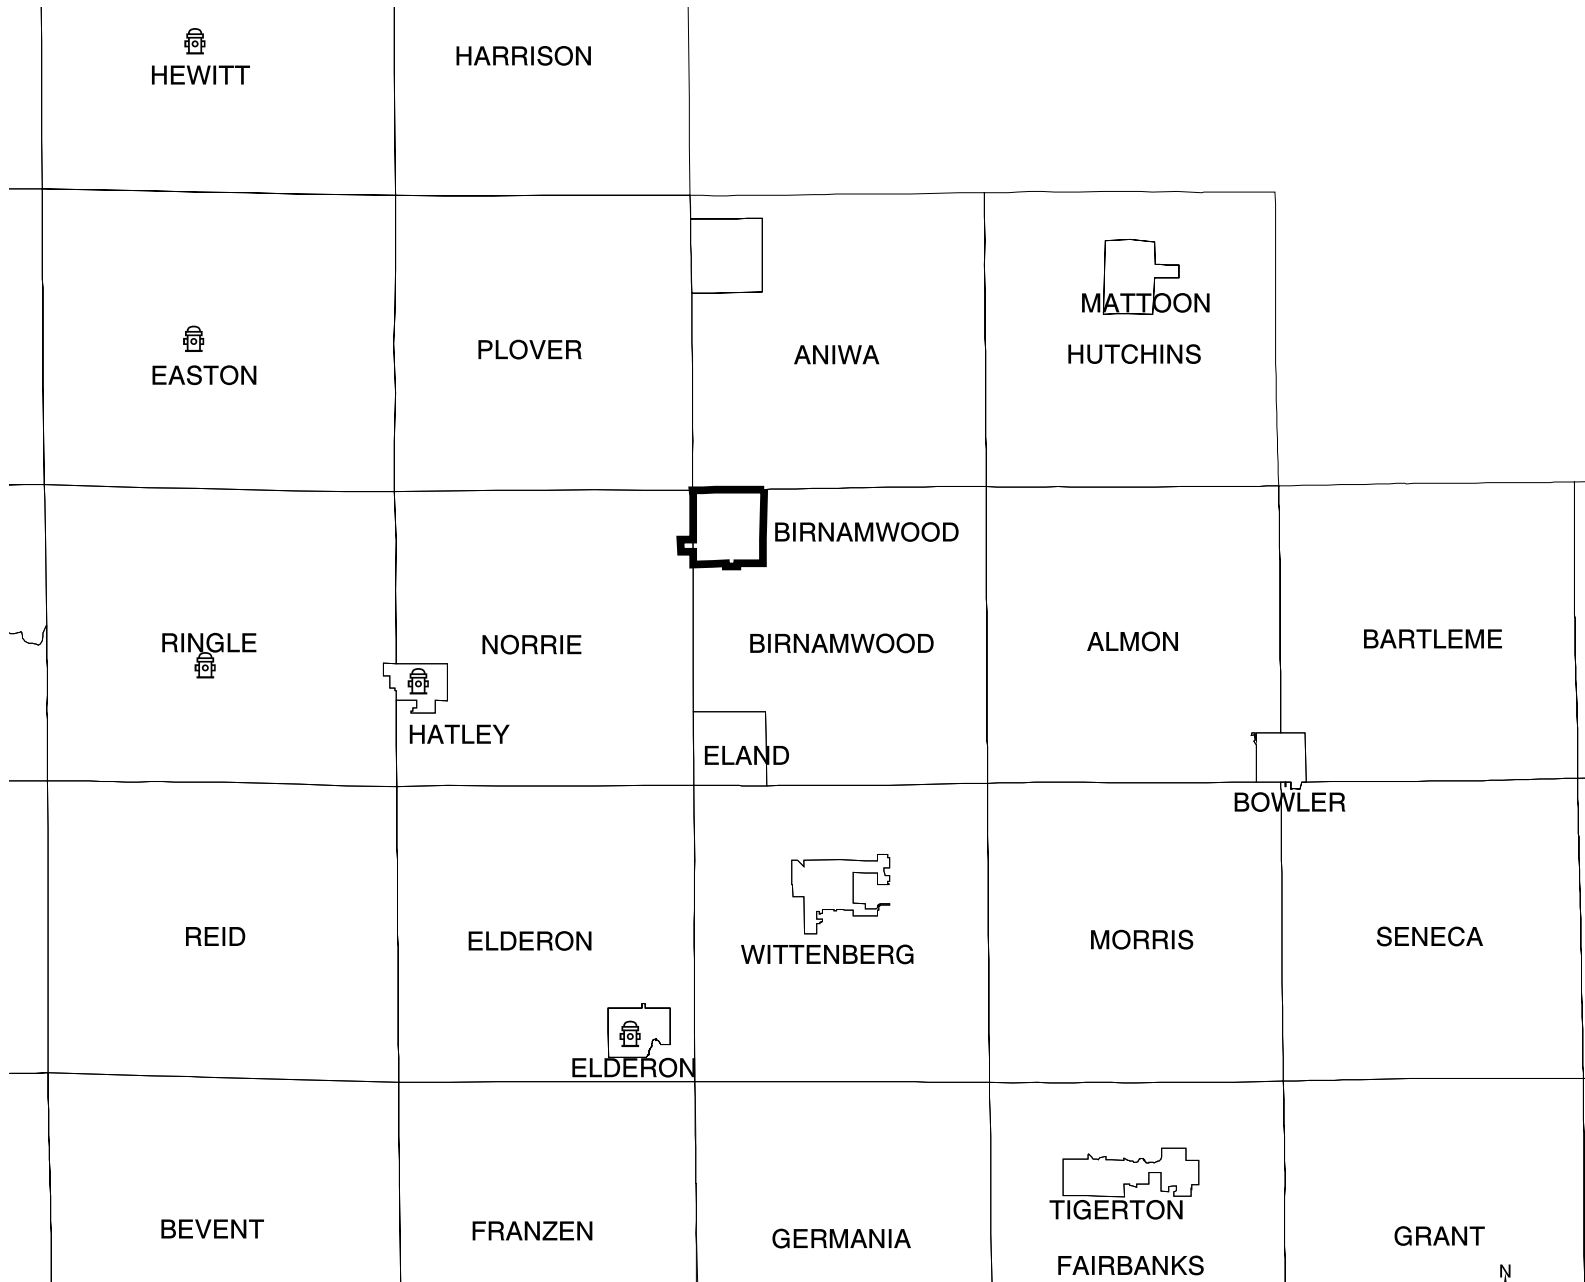 HEWITT
HARRISON
EASTON
PLOVER
ANIWA
MATTOON
HUTCHINS
BIRNAMWOOD
RINGLE
NORRIE
BIRNAMWOOD
ALMON
BARTLEME
HATLEY
ELAND
BOWLER
REID
ELDERON
WITTENBERG
MORRIS
SENECA
ELDERON
BEVENT
FRANZEN
GERMANIA
TIGERTON
FAIRBANKS
GRANT
N